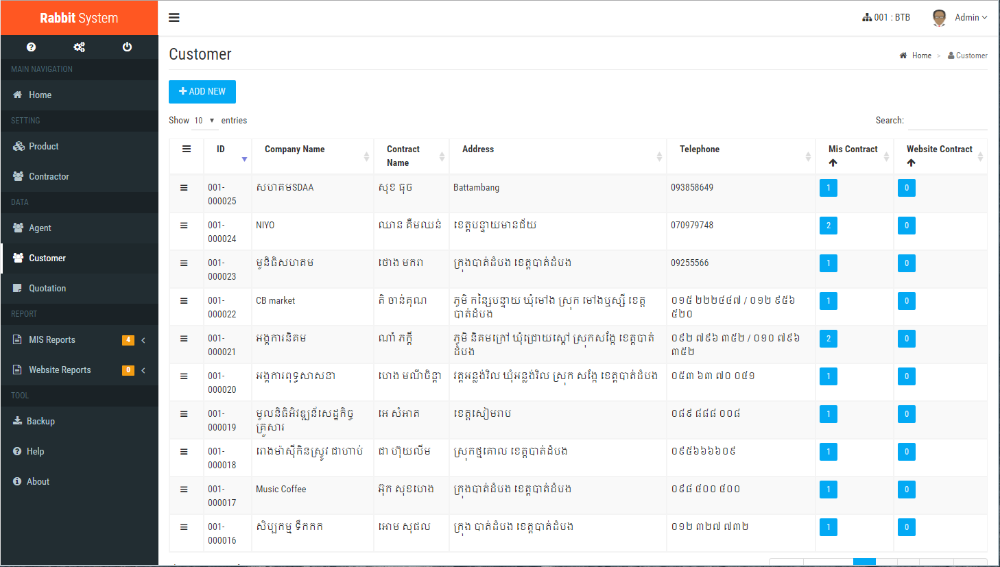 Rabbit System
001 : BTB
Admin
MAIN NAVIGATION
Home
SETTING
Product
Contractor
DATA
Agent
Customer
Quotation
REPORT
MIS Reports 4
Website Reports 0
TOOL
Backup
Help
About
Customer
Home > Customer
ADD NEW
Show 10 entries
Search:
ID Company Name Contract Address Telephone Mis Contract Website Contract
Name
001- សហគមSDAA សុខ ធុច Battambang 093858649 1 0
000025
001- NIYO ឈាន គឹមឈន់ ខេត្តបន្ទាយមានជ័យ 070979748 2 0
000024
001- មូនិធិសហគម ថោង មករា ក្រុងបាត់ដំបង ខេត្តបាត់ដំបង 09255566 1 0
000023
001- CB market តិ ចាន់គុណ ភូមិ កន្សៃបន្ទាយ ឃុំមៅង ស្រុក មៅងឬស្សី ខេត្ត ០១៥ ២២២៨៤៧ / ០១២ ៩៥៦ 1 0
000022 បាត់ដំបង ៥២០
001- អង្គការនិគម ណាំ ភក្ដី ភូមិ និគមក្រៅ ឃុំជ្រោយស្ដៅ ស្រុកសង្កែ ខេត្តបាត់ ០៩២ ៧៩៦ ៣៥២ / ០១០ ៧៩៦ 2 0
000021 ដំបង ៣៥២
001- អង្គការពុទ្ធសាសនា ហេង មណីចិន្ដា វត្តអន្លង់វិល ឃុំអន្លង់វិល ស្រុក សង្កែ ខេត្តបាត់ដំបង ០៥៣ ៦៣ ៧០ ០៤១ 1 0
000020
001- មូលនិធិអិវឌ្ឍន៍សេដ្ឋកិច្ច អេ សំអាត ខេត្តសៀមរាប ០៨៩ ៨៨៨ ០០៨ 1 0
000019 គ្រួសារ
001- រោងម៉ាស៊ីកិនស្រូវ ជាហាប់ ជា ហ៊ុយលីម ស្រុកថ្មគោល ខេត្តបាត់ដំបង ០៩៥៦៦៦៦០៩ 1 0
000018
001- Music Coffee អ៊ុក សុខហេង ក្រុងបាត់ដំបង ខេត្តបាត់ដំបង ០៩៨ ៤០០ ៤០០ 1 0
000017
001- សិប្បកម្ម ទឹកកក អោម សុផល ក្រុង បាត់ដំបង ខេត្តបាត់ដំបង ០១២ ៣២៧ ៧៣២ 1 0
000016